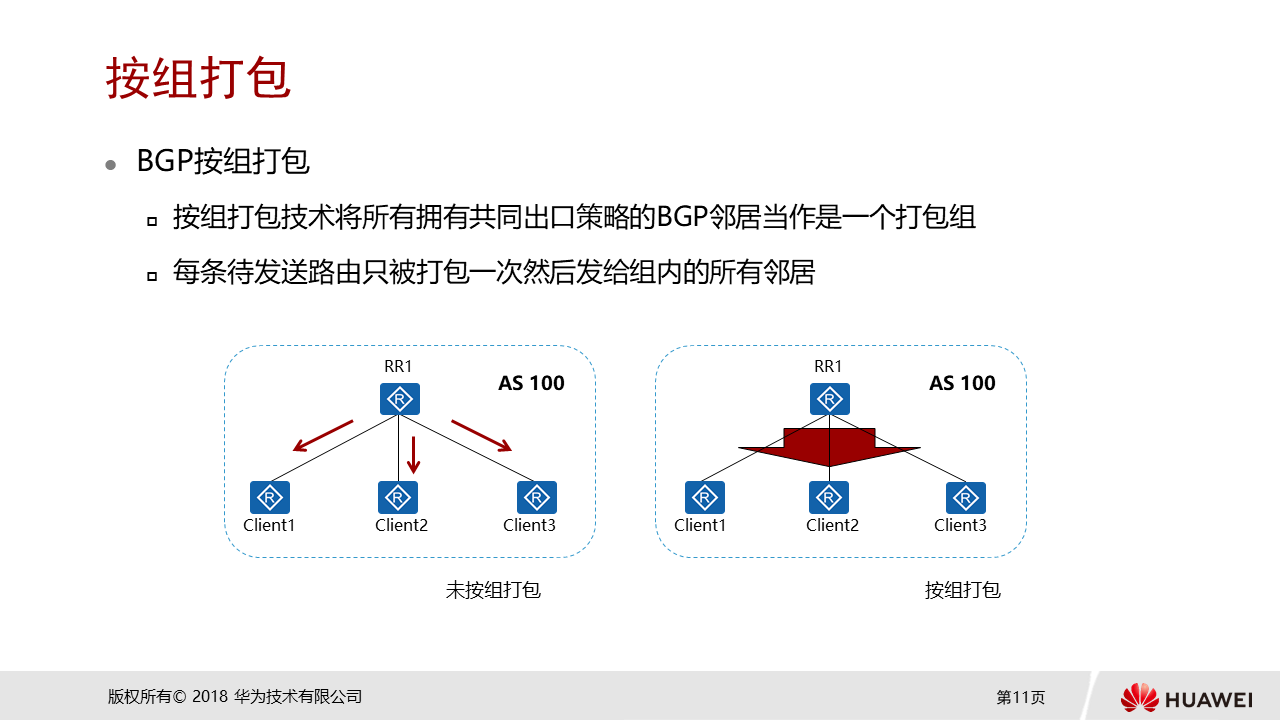 按组打包
BGP按组打包
按组打包技术将所有拥有共同出口策略的BGP邻居当作是一个打包组
每条待发送路由只被打包一次然后发给组内的所有邻居
RR1
AS 100
R
R
R
R
Client1
Client2
Client3
未按组打包
RR1
AS 100
R
R
R
R
Client1
Client2
Client3
按组打包
版权所有© 2018 华为技术有限公司
第11页
HUAWEI